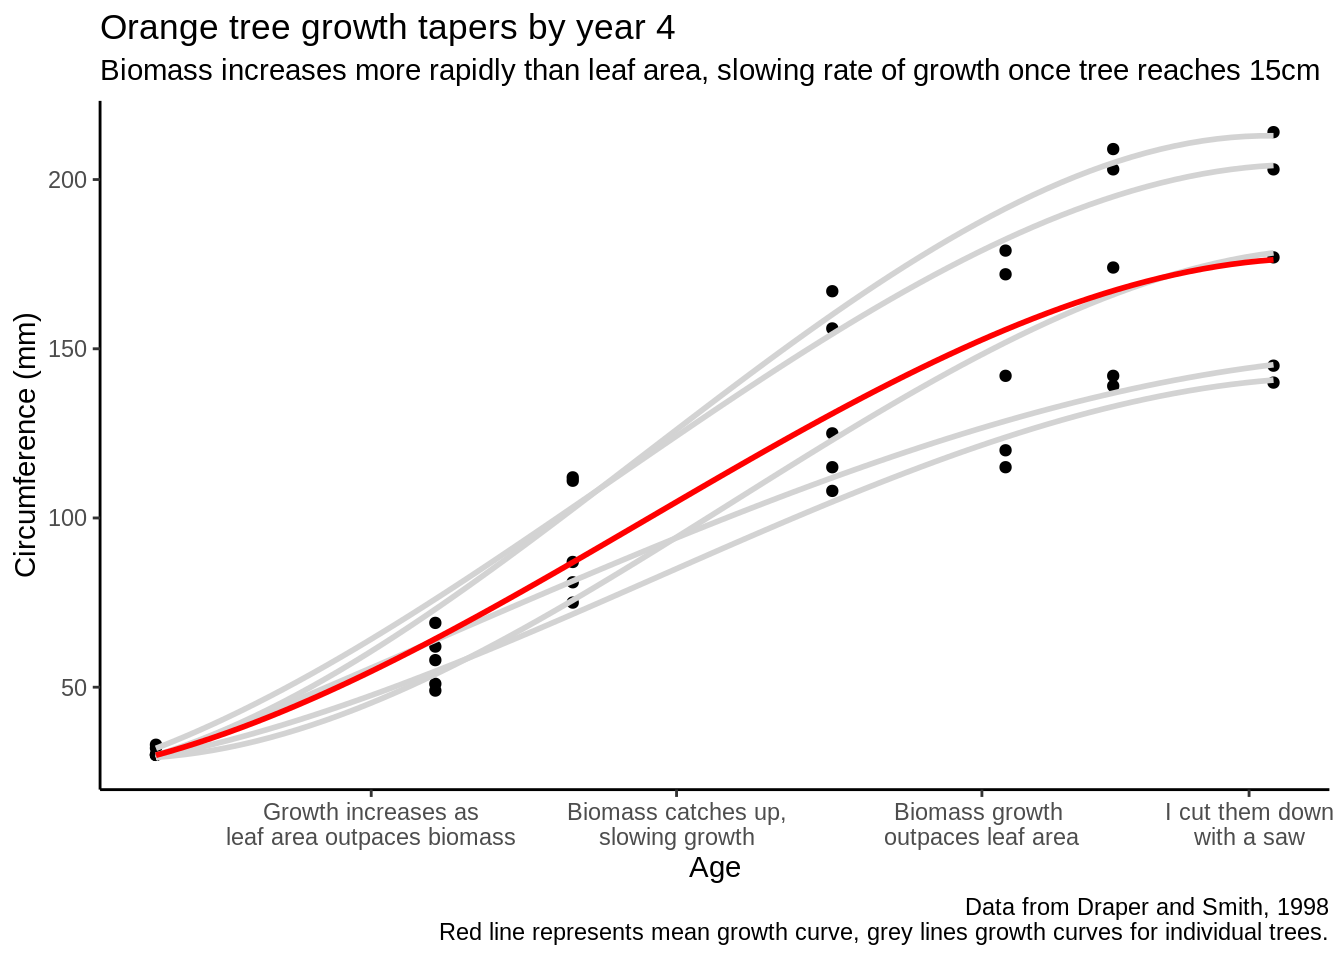 Orange tree growth tapers by year 4
Biomass increases more rapidly than leaf area, slowing rate of growth once tree reaches 15cm
Circumference (mm)
200
150
100
50
Growth increases as
leaf area outpaces biomass
Biomass catches up,
slowing growth
Biomass growth
outpaces leaf area
I cut them down
with a saw
Age
Data from Draper and Smith, 1998
Red line represents mean growth curve, grey lines growth curves for individual trees.